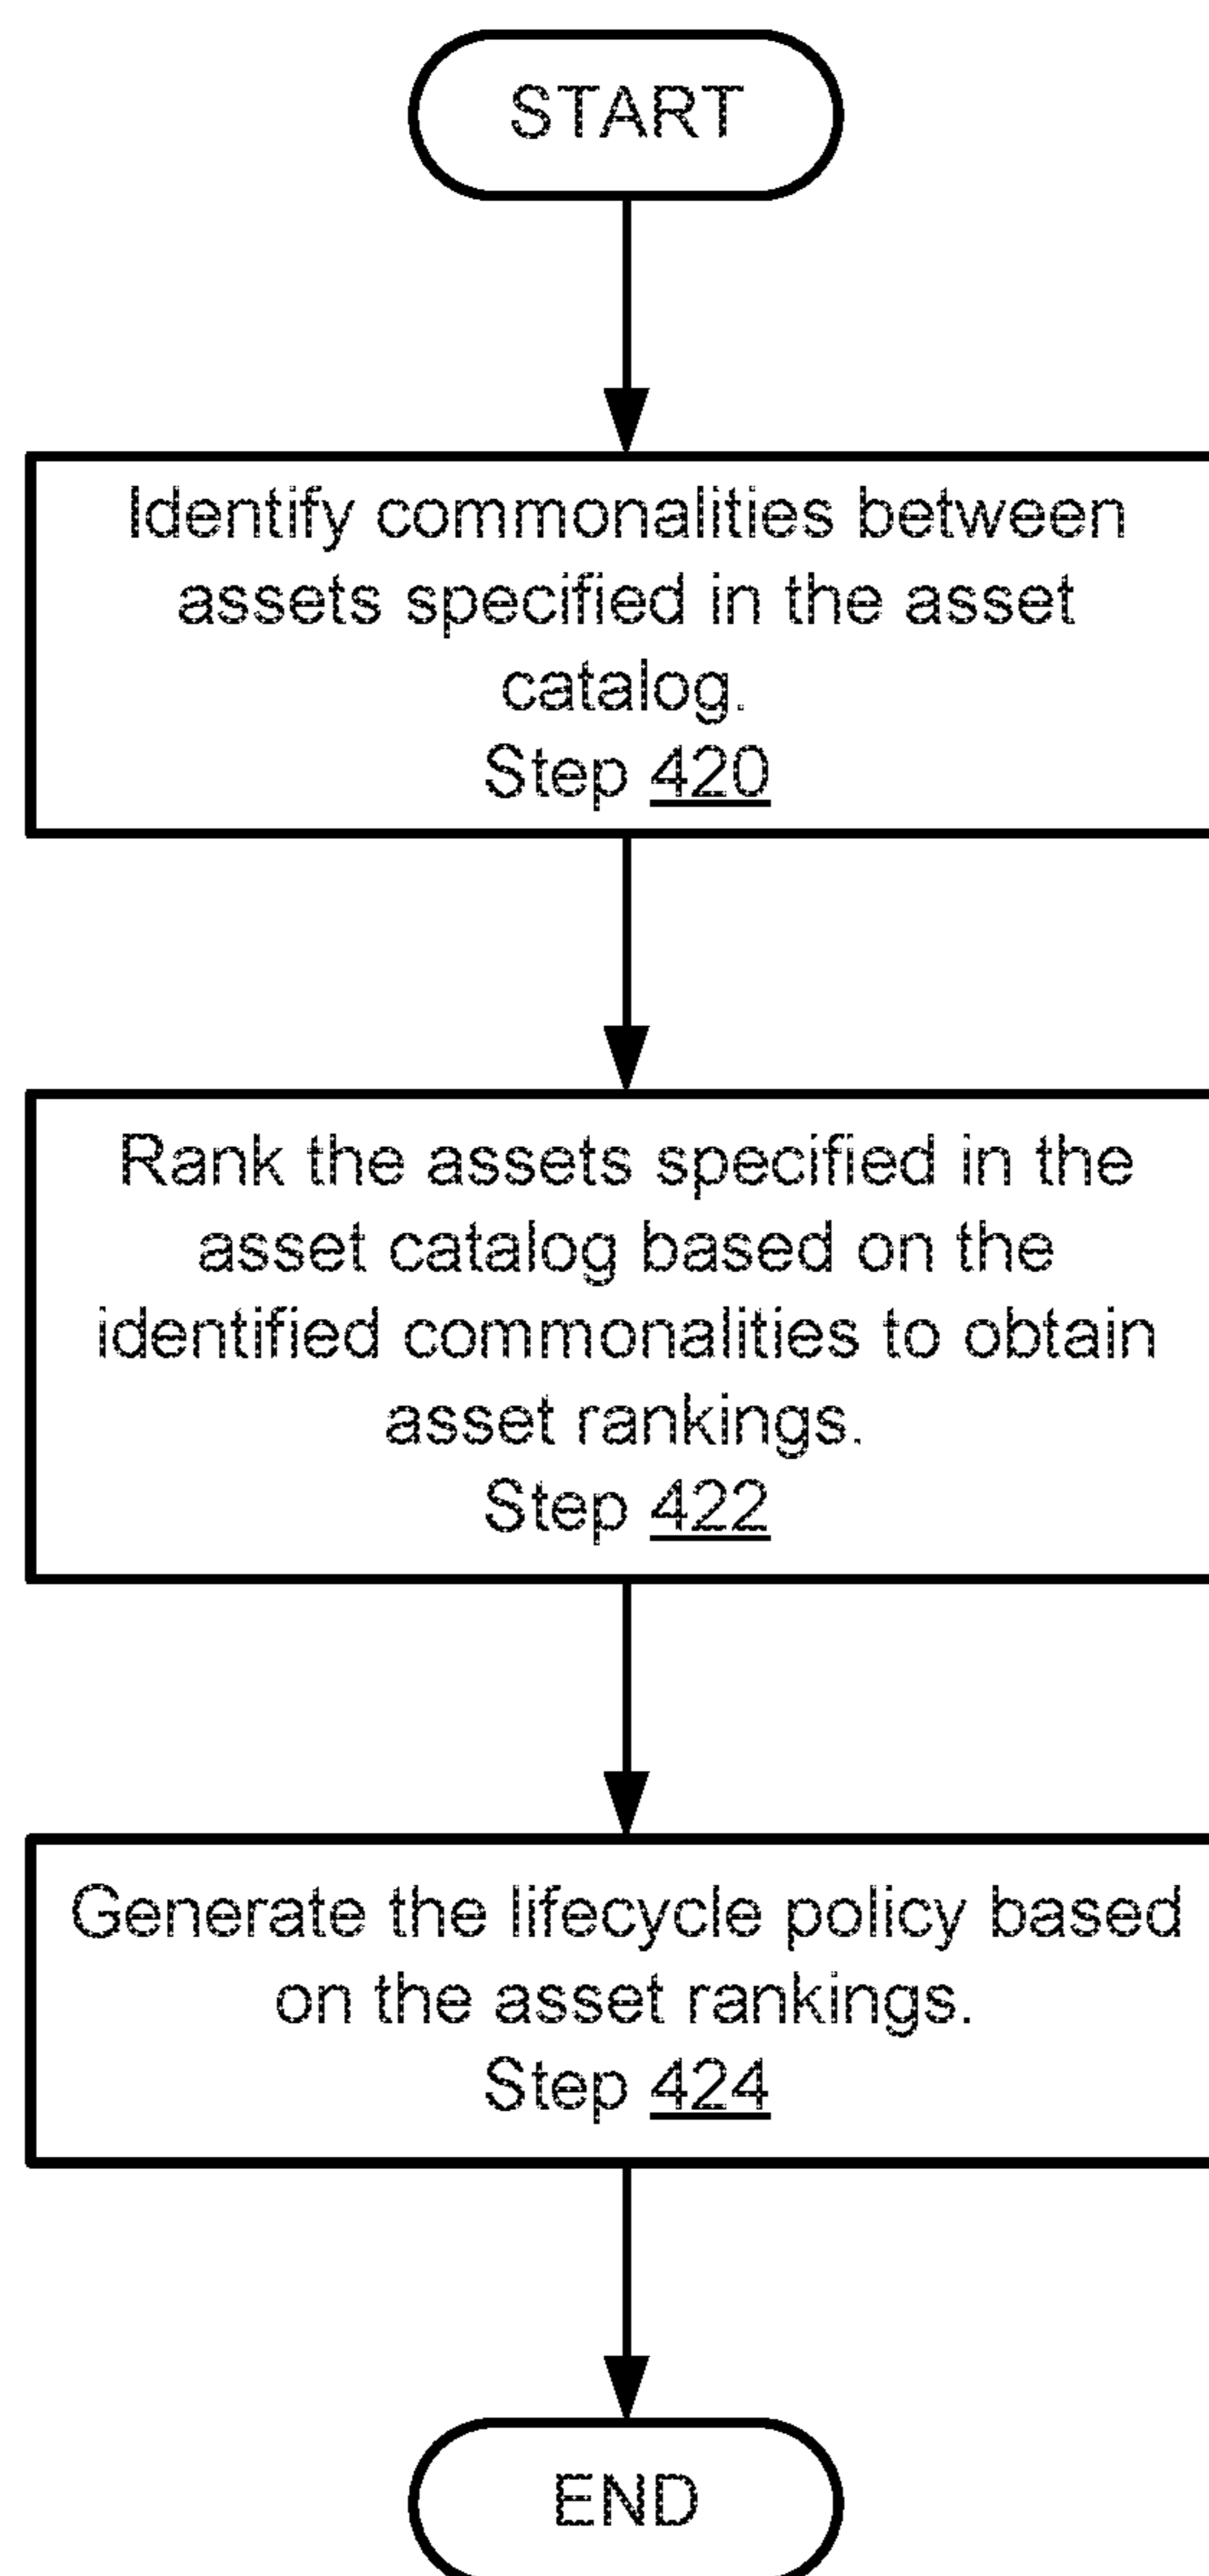 START
Identify commonalities between
assets specified in the asset
catalog.
Step 420
Rank the assets specified in the
asset catalog based on the
identified commonalities to obtain
asset rankings.
Step 422
Generate the lifecycle policy based
on the asset rankings.
Step 424
END